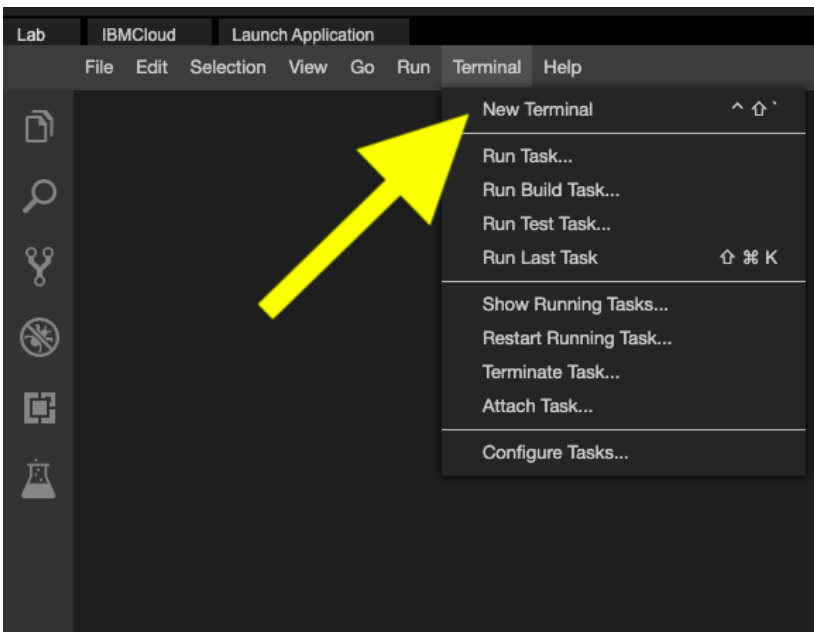 Lab IBMCloud Launch Application
File Edit Selection View Go Run Terminal Help
New Terminal ^ ⇧ `
Run Task...
Run Build Task...
Run Test Task...
Run Last Task ⇧ ⌘ K
Show Running Tasks...
Restart Running Task...
Terminate Task...
Attach Task...
Configure Tasks...